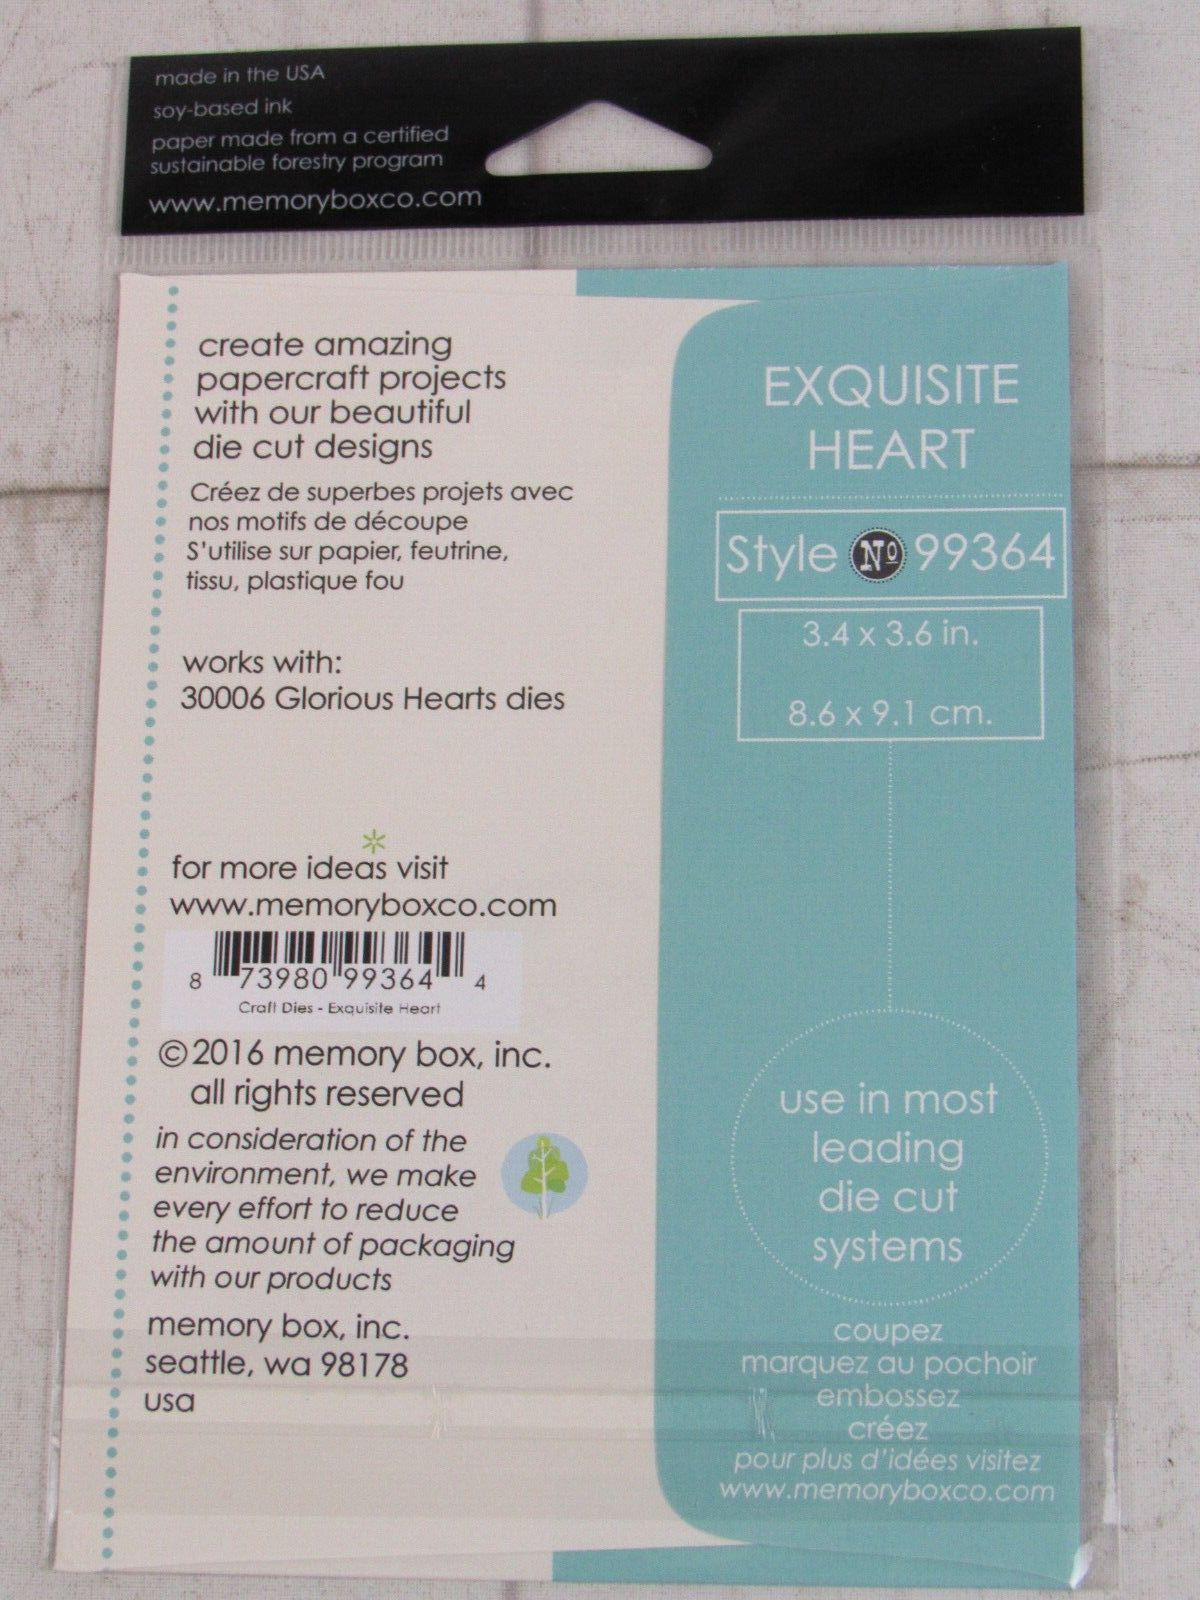 made in the USA
soy-based ink
paper made from a certified
sustainable forestry program
www.memoryboxco.com
create amazing
papercraft projects
with our beautiful
die cut designs
Créez de superbes projets avec
nos motifs de découpe
S'utilise sur papier, feutrine,
tissu, plastique fou
works with:
30006 Glorious Hearts dies
for more ideas visit
www.memoryboxco.com
8 73980 99364 4
Craft Dies - Exquisite Heart
©2016 memory box, inc.
all rights reserved
in consideration of the
environment, we make
every effort to reduce
the amount of packaging
with our products
memory box, inc.
seattle, wa 98178
usa
EXQUISITE
HEART
Style No 99364
3.4 x 3.6 in.
8.6 x 9.1 cm.
use in most
leading
die cut
systems
coupez
marquez au pochoir
embossez
créez
pour plus d'idées visitez
www.memoryboxco.com